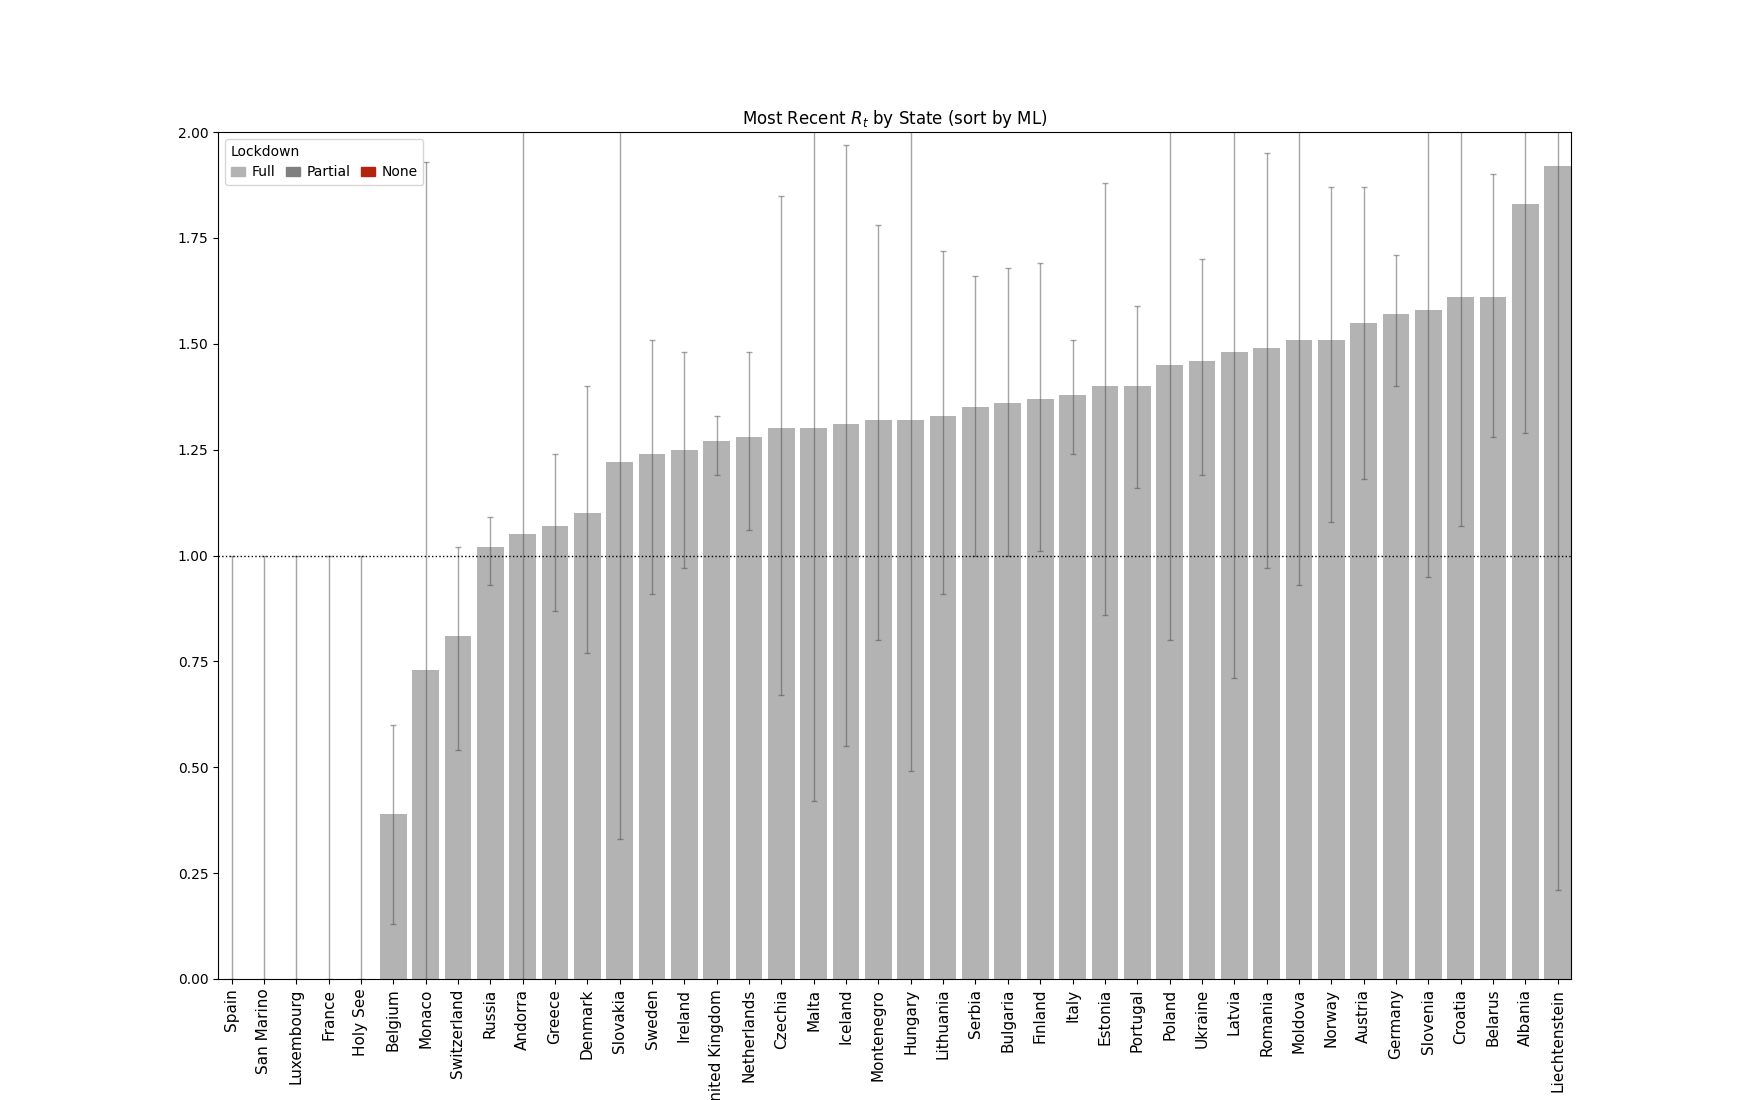 Most Recent R_t by State (sort by ML)
Lockdown
Full Partial None
2.00
1.75
1.50
1.25
1.00
0.75
0.50
0.25
0.00
Spain
San Marino
Luxembourg
France
Holy See
Belgium
Monaco
Switzerland
Russia
Andorra
Greece
Denmark
Slovakia
Sweden
Ireland
nited Kingdom
Netherlands
Czechia
Malta
Iceland
Montenegro
Hungary
Lithuania
Serbia
Bulgaria
Finland
Italy
Estonia
Portugal
Poland
Ukraine
Latvia
Romania
Moldova
Norway
Austria
Germany
Slovenia
Croatia
Belarus
Albania
Liechtenstein